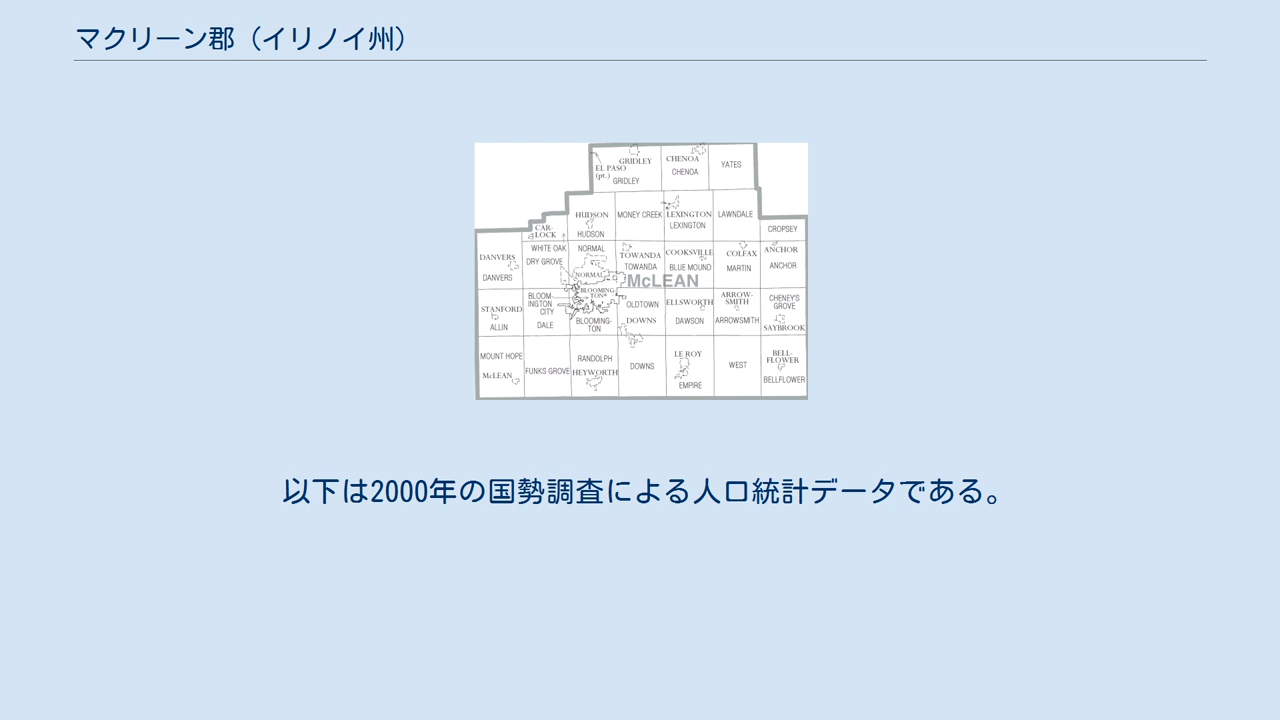 マクリーン郡（イリノイ州）
GRIDLEY
EL PASO
(pt.)
GRIDLEY
CHENOA
CHENOA
YATES
HUDSON
HUDSON
MONEY CREEK
LEXINGTON
LEXINGTON
LAWNDALE
CROPSEY
CAR-
LOCK
WHITE OAK
DRY GROVE
NORMAL
NORMAL
DANVERS
DANVERS
TOWANDA
TOWANDA
COOKSVILLE
BLUE MOUND
COLFAX
MARTIN
ANCHOR
ANCHOR
McLEAN
STANFORD
ALLIN
BLOOM-
INGTON
CITY
DALE
BLOOMING
TON
BLOOMING-
TON
OLDTOWN
DOWNS
ELLSWORTH
DAWSON
ARROW-
SMITH
ARROWSMITH
CHENEY'S
GROVE
SAYBROOK
MOUNT HOPE
McLEAN
FUNKS GROVE
RANDOLPH
HEYWORTH
DOWNS
LE ROY
EMPIRE
WEST
BELL-
FLOWER
BELLFLOWER
以下は2000年の国勢調査による人口統計データである。